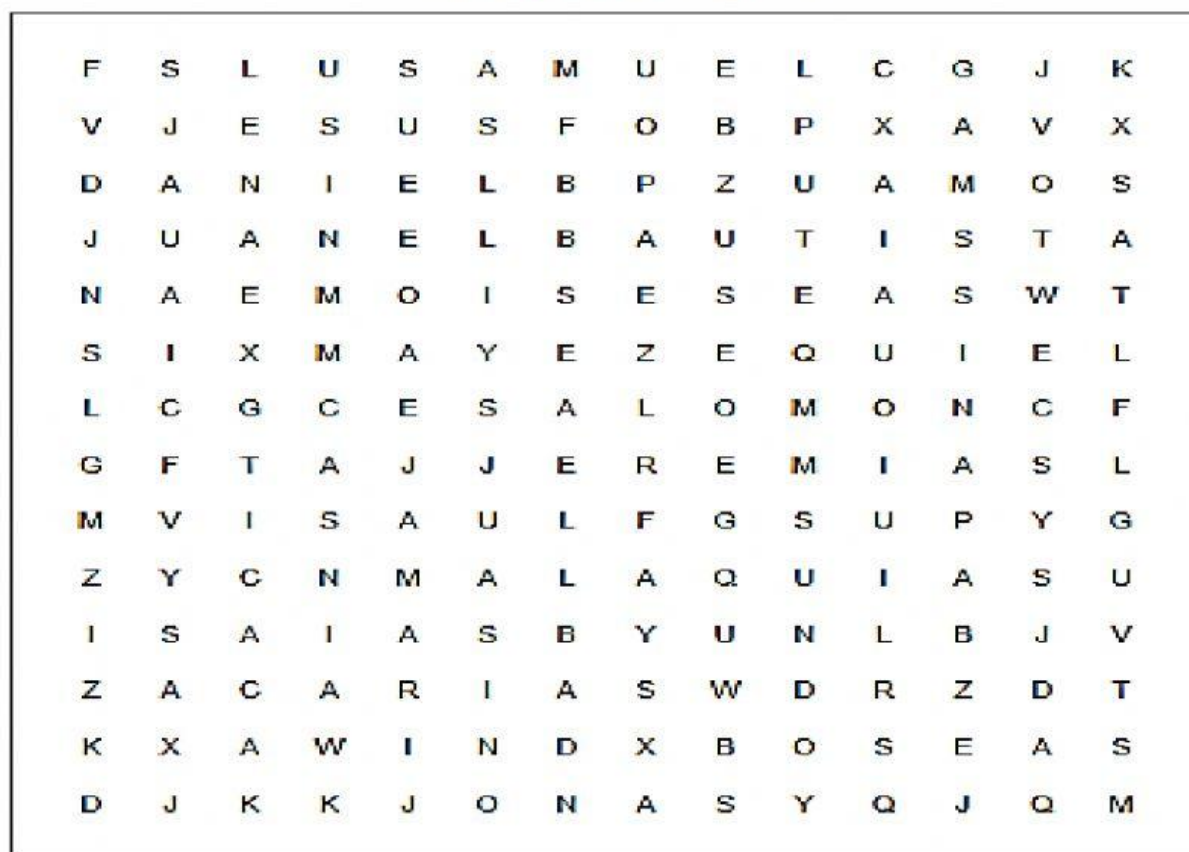 F S L U S A M U E L C G J K
V J E S U S F O B P X A V X
D A N I E L B P Z U A M O S
J U A N E L B A U T I S T A
N A E M O I S E S E A S W T
S I X M A Y E Z E Q U I E L
L C G C E S A L O M O N C F
G F T A J J E R E M I A S L
M V I S A U L F G S U P Y G
Z Y C N M A L A Q U I A S U
I S A I A S B Y U N L B J V
Z A C A R I A S W D R Z D T
K X A W I N D X B O S E A S
D J K K J O N A S Y Q J Q M